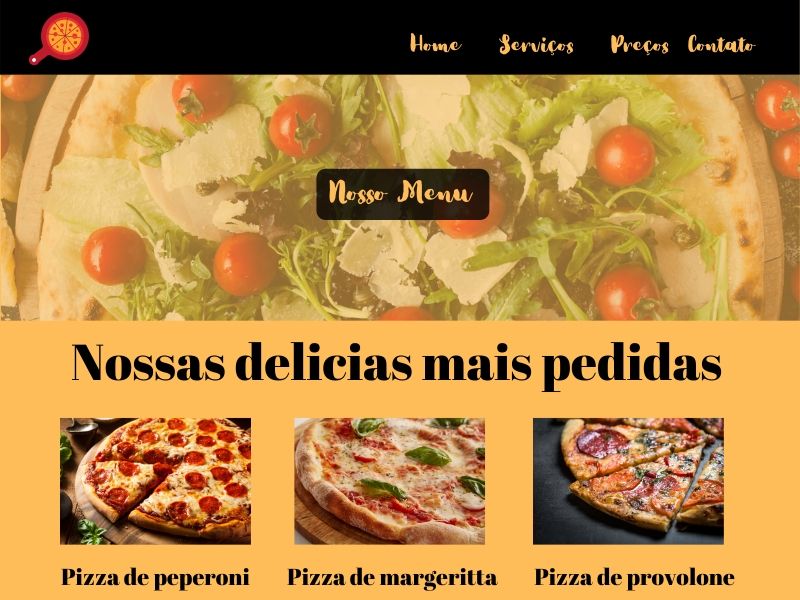 Home Serviços Preços Contato
Nosso Menu
Nossas delicias mais pedidas
Pizza de peperoni Pizza de margeritta Pizza de provolone